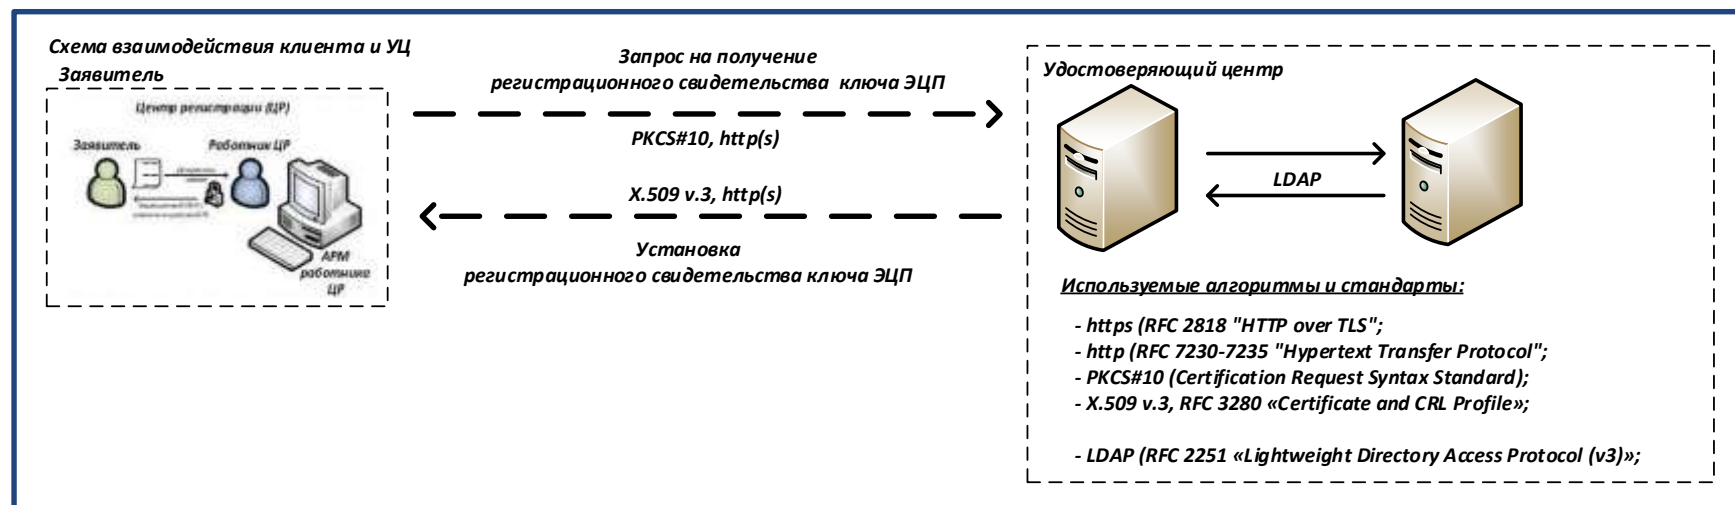 Схема взаимодействия клиента и УЦ
Заявитель
Центр регистрации (ЦР)
Заявитель
Работник ЦР
АРМ
работника
ЦР
Запрос на получение
регистрационного свидетельства ключа ЭЦП
PKCS#10, http(s)
X.509 v.3, http(s)
Установка
регистрационного свидетельства ключа ЭЦП
Удостоверяющий центр
LDAP
Используемые алгоритмы и стандарты:
- https (RFC 2818 "HTTP over TLS";
- http (RFC 7230-7235 "Hypertext Transfer Protocol";
- PKCS#10 (Certification Request Syntax Standard);
- X.509 v.3, RFC 3280 «Certificate and CRL Profile»;
- LDAP (RFC 2251 «Lightweight Directory Access Protocol (v3)»;